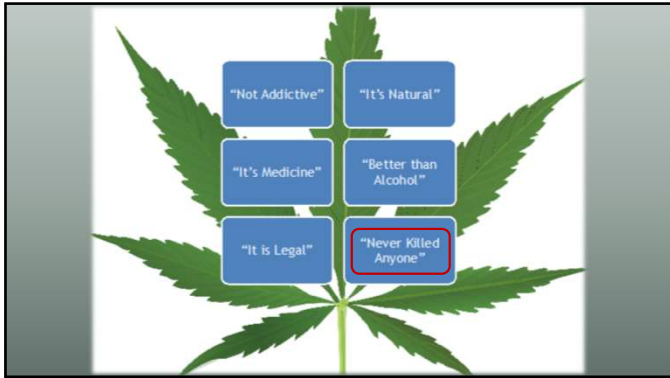 “Not Addictive”
“It’s Natural”
“It’s Medicine”
“Better than
Alcohol”
“It is Legal”
“Never Killed
Anyone”